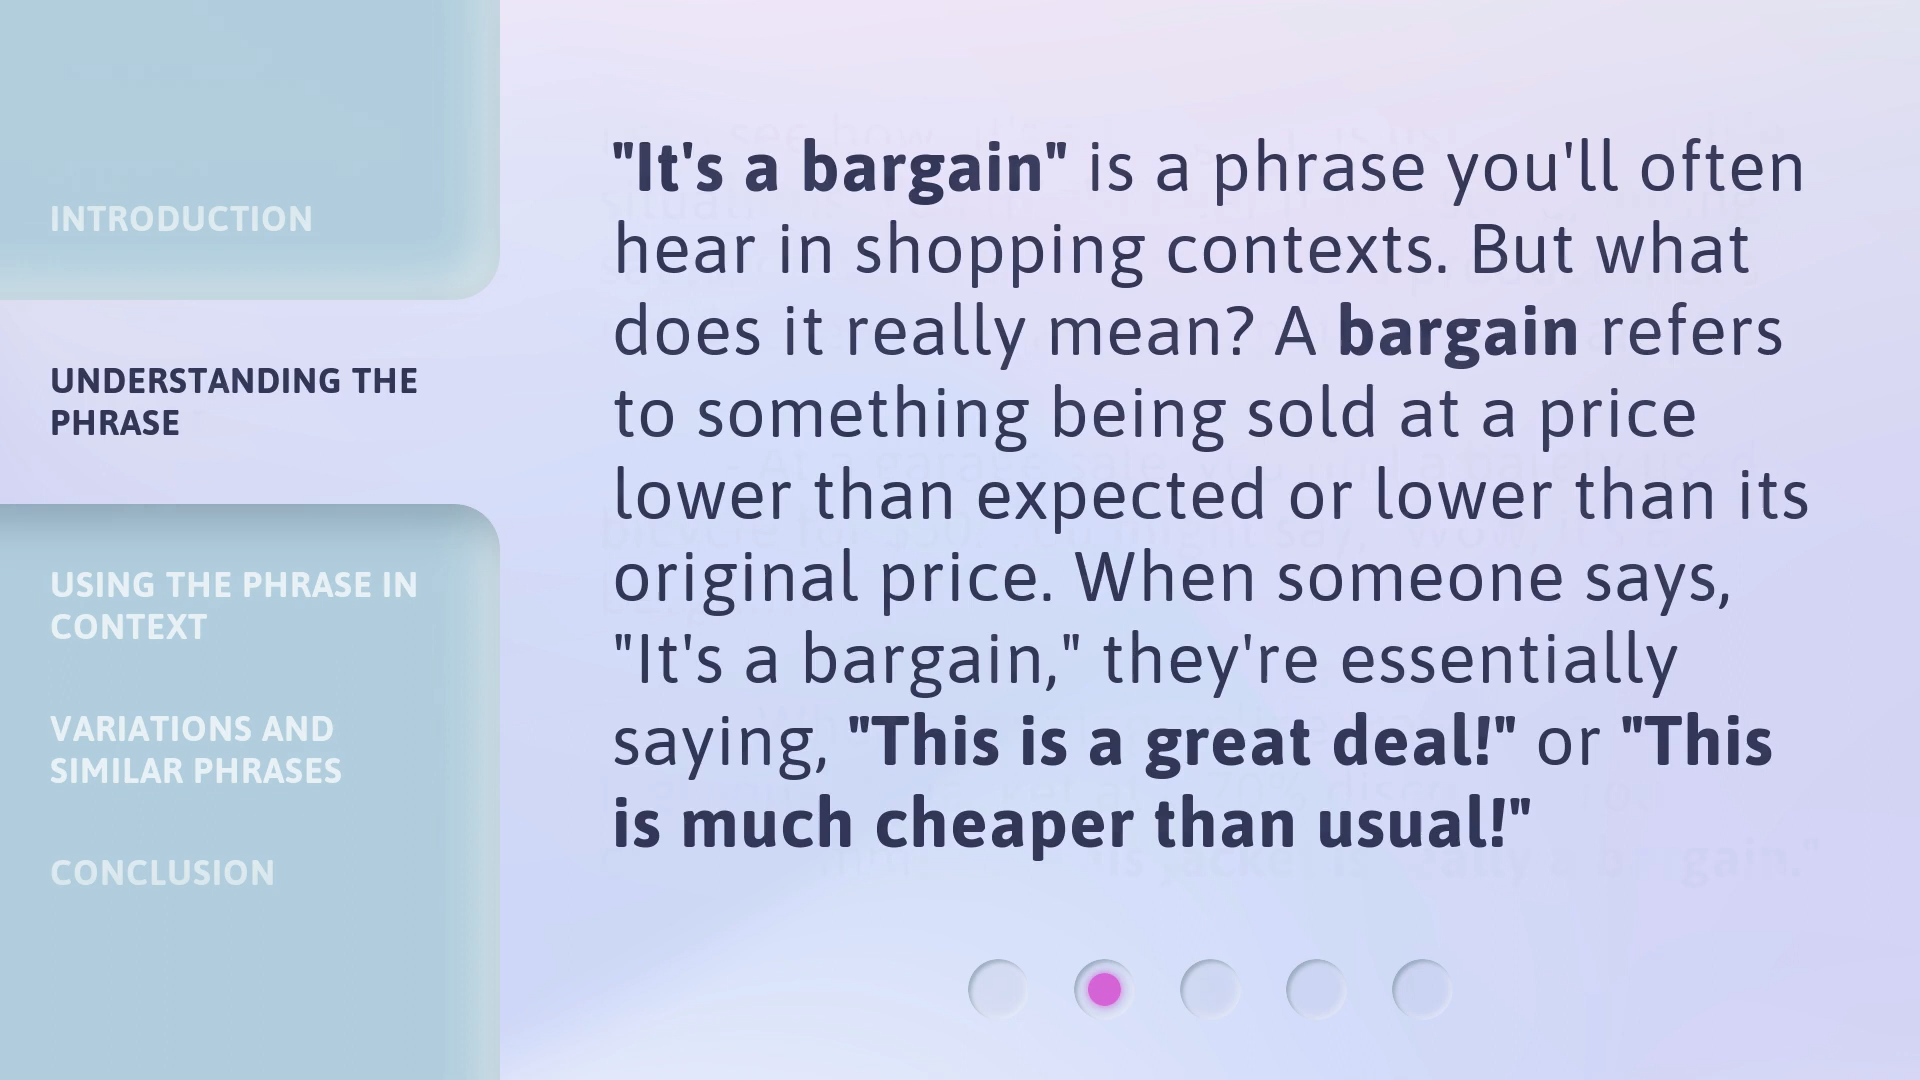 INTRODUCTION
UNDERSTANDING THE
PHRASE
USING THE PHRASE IN
CONTEXT
VARIATIONS AND
SIMILAR PHRASES
CONCLUSION
"It's a bargain" is a phrase you'll often
hear in shopping contexts. But what
does it really mean? A bargain refers
to something being sold at a price
lower than expected or lower than its
original price. When someone says,
"It's a bargain," they're essentially
saying, "This is a great deal!" or "This
is much cheaper than usual!"